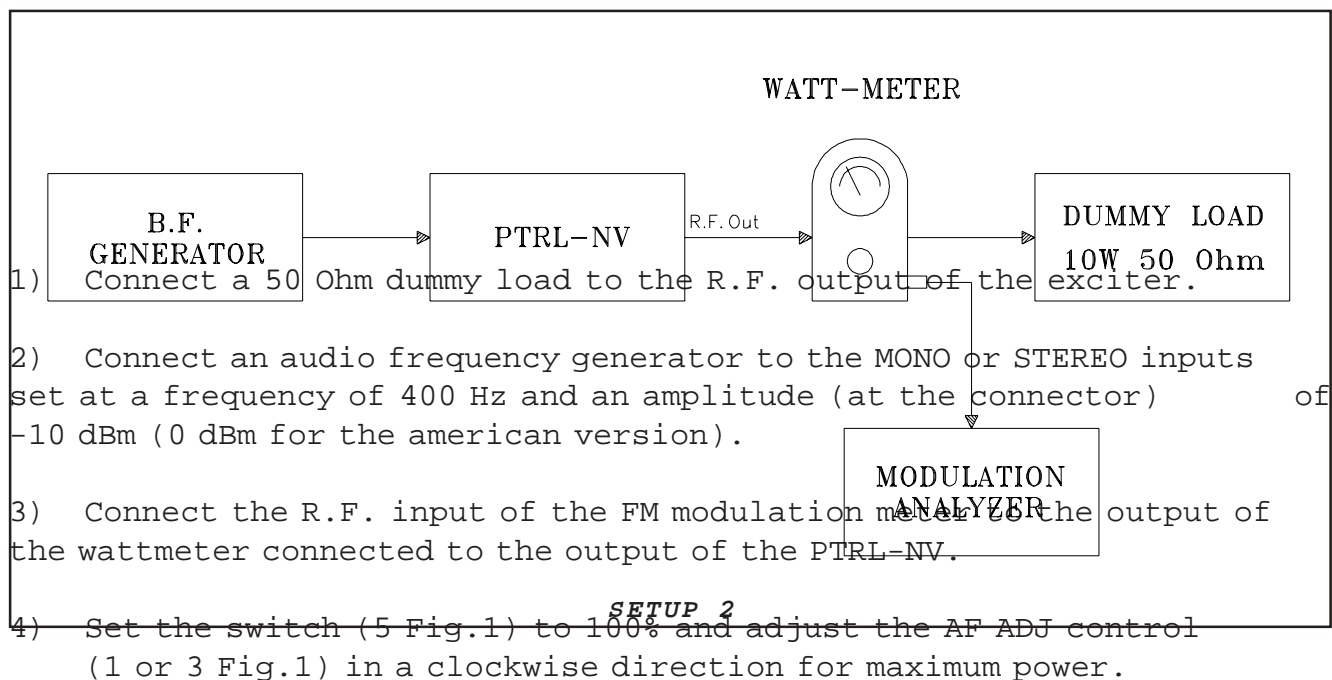 WATT-METER
B.F.
GENERATOR
PTRL-NV
R.F. Out
DUMMY LOAD
10W 50 Ohm
1) Connect a 50 Ohm dummy load to the R.F. output of the exciter.
2) Connect an audio frequency generator to the MONO or STEREO inputs
set at a frequency of 400 Hz and an amplitude (at the connector) of
-10 dBm (0 dBm for the american version).
MODULATION
ANALYZER
3) Connect the R.F. input of the FM modulation meter to the output of
the wattmeter connected to the output of the PTRL-NV.
SETUP 2
4) Set the switch (5 Fig.1) to 100% and adjust the AF ADJ control
(1 or 3 Fig.1) in a clockwise direction for maximum power.